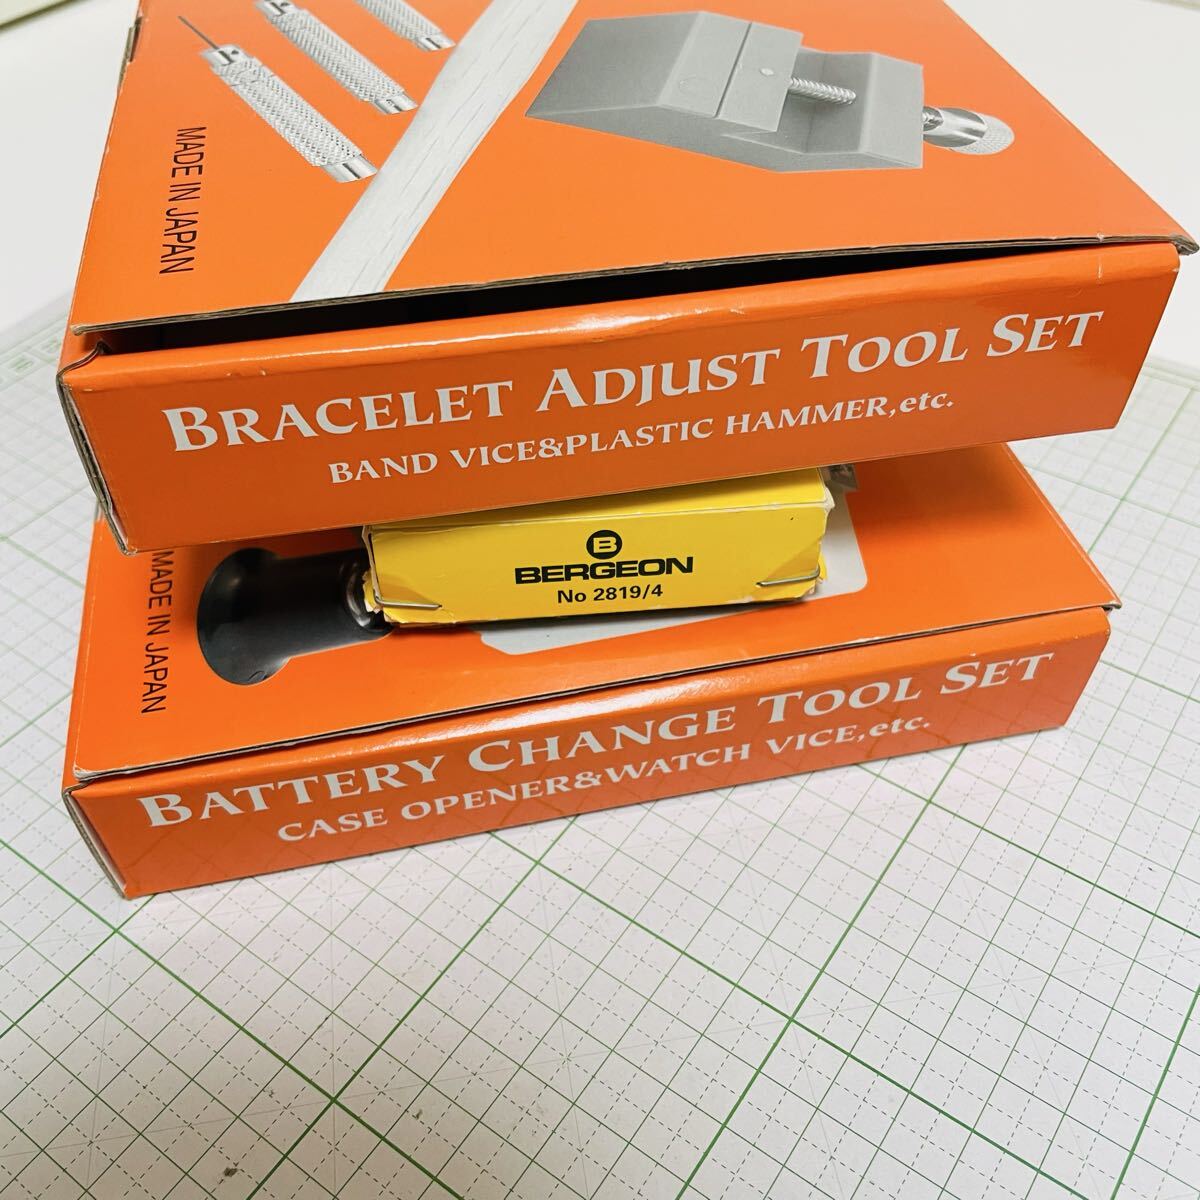 MADE IN JAPAN
BRACELET ADJUST TOOL SET
BAND VICE&PLASTIC HAMMER,etc.
B
BERGEON
No 2819/4
MADE IN JAPAN
BATTERY CHANGE TOOL SET
CASE OPENER&WATCH VICE,etc.